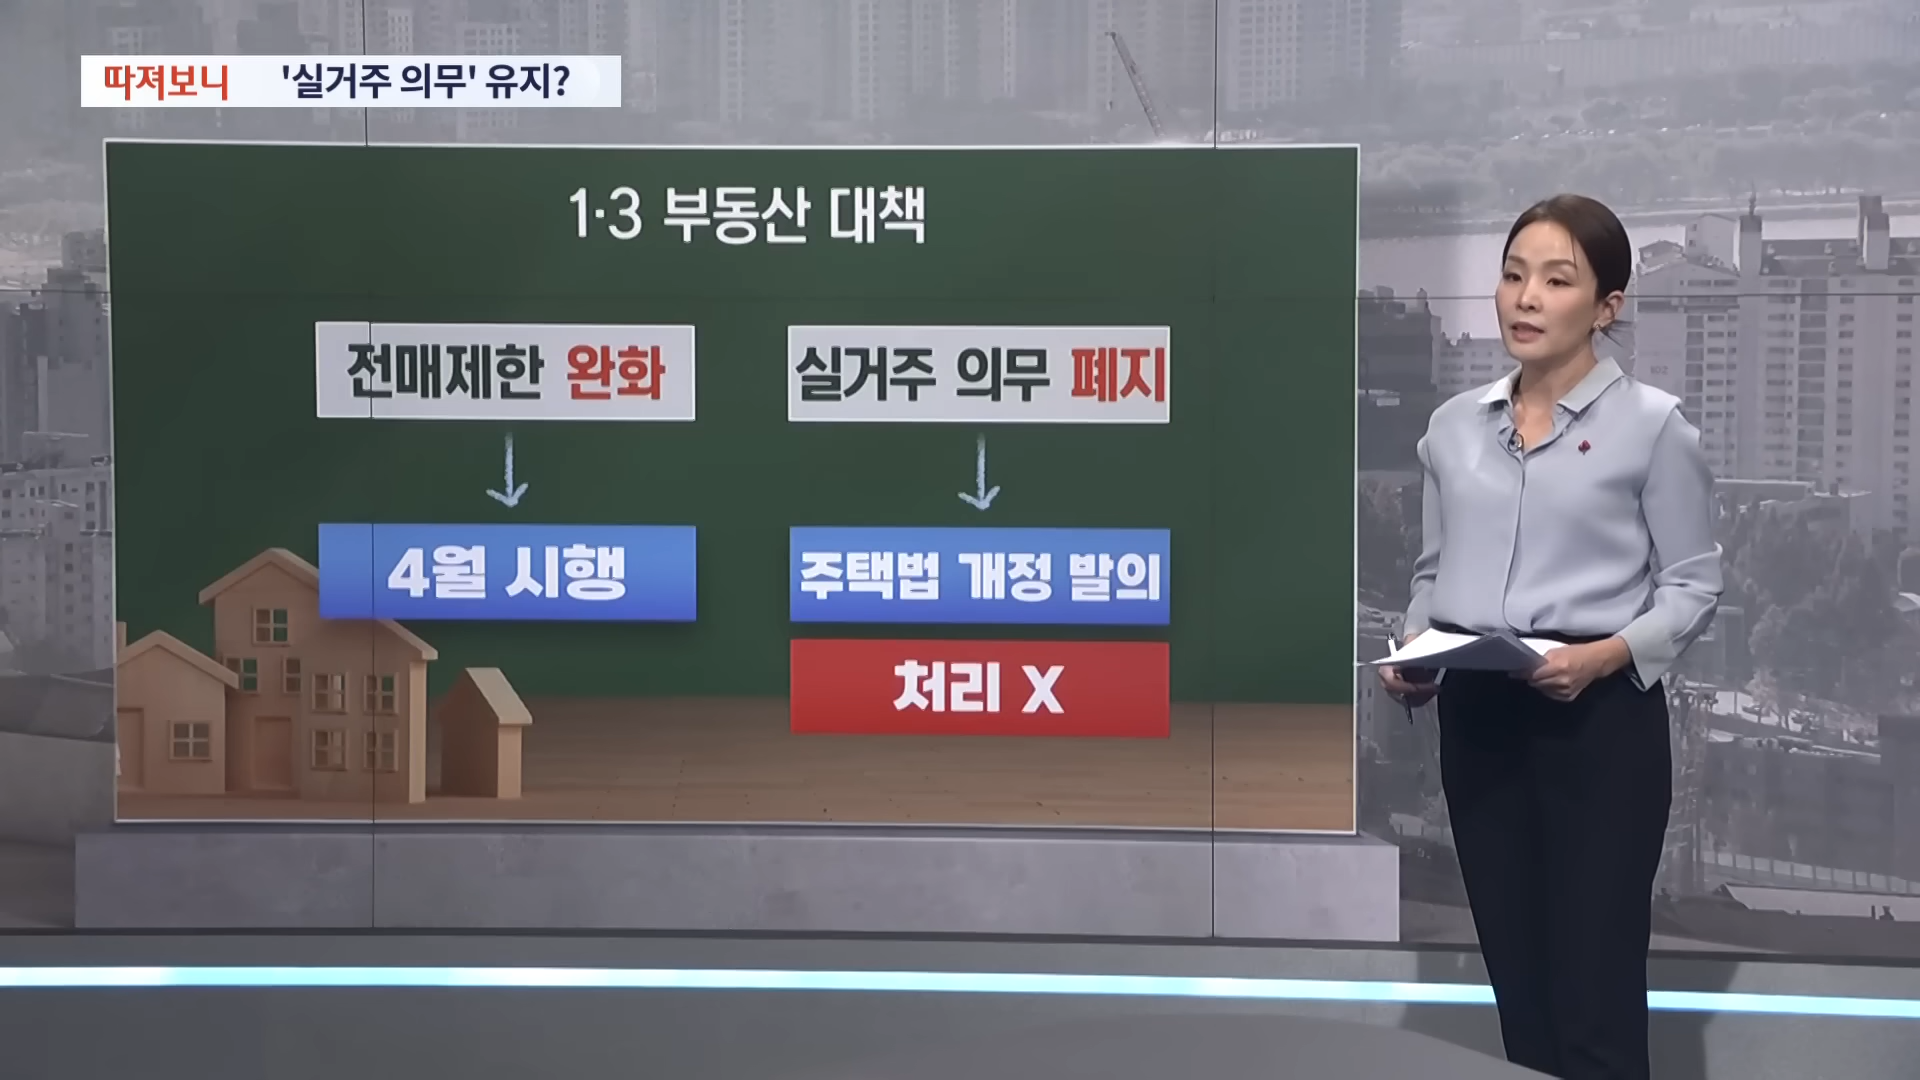 따져보니 '실거주 의무' 유지?
1·3 부동산 대책
전매제한 완화
실거주 의무 폐지
4월 시행
주택법 개정 발의
처리 X